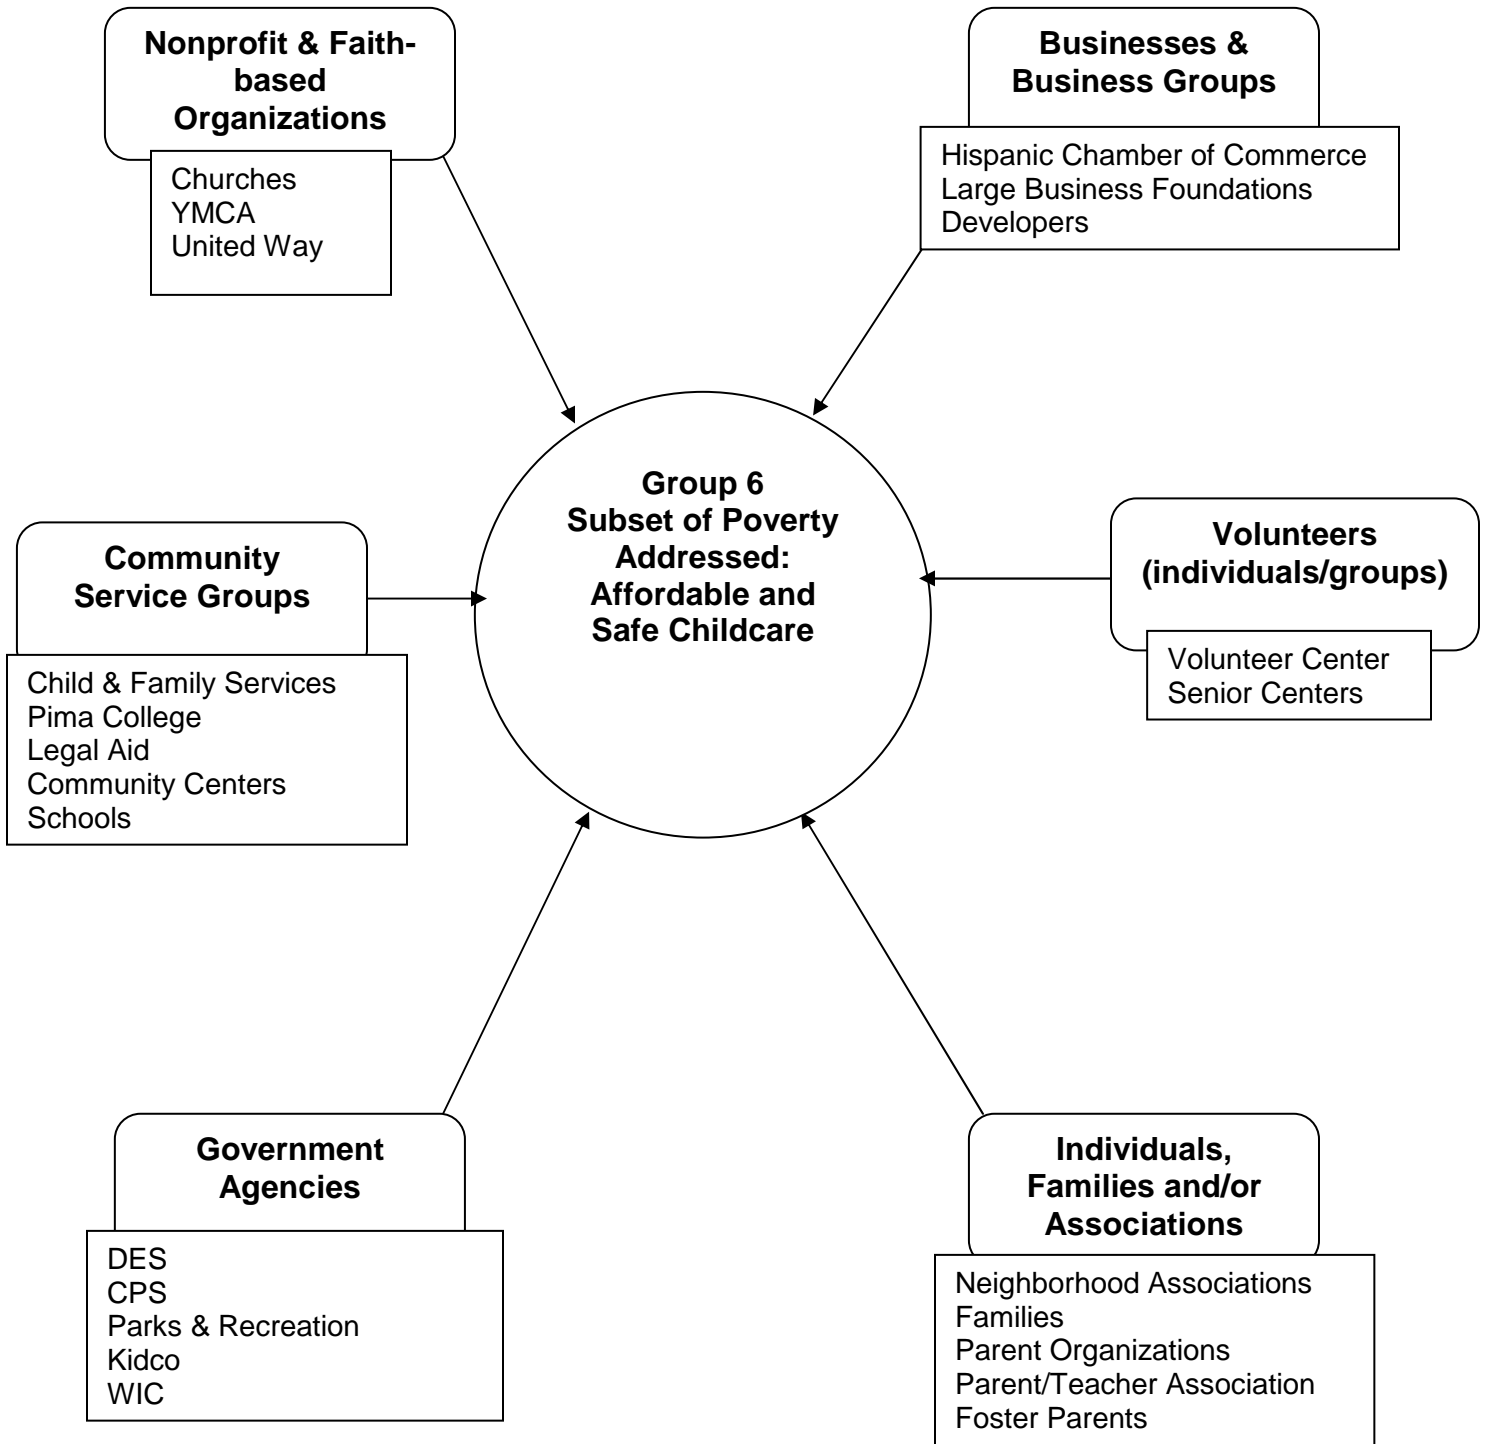 Nonprofit & Faith-
based
Organizations
Churches
YMCA
United Way
Businesses &
Business Groups
Hispanic Chamber of Commerce
Large Business Foundations
Developers
Group 6
Subset of Poverty
Addressed:
Affordable and
Safe Childcare
Community
Service Groups
Child & Family Services
Pima College
Legal Aid
Community Centers
Schools
Volunteers
(individuals/groups)
Volunteer Center
Senior Centers
Government
Agencies
DES
CPS
Parks & Recreation
Kidco
WIC
Individuals,
Families and/or
Associations
Neighborhood Associations
Families
Parent Organizations
Parent/Teacher Association
Foster Parents